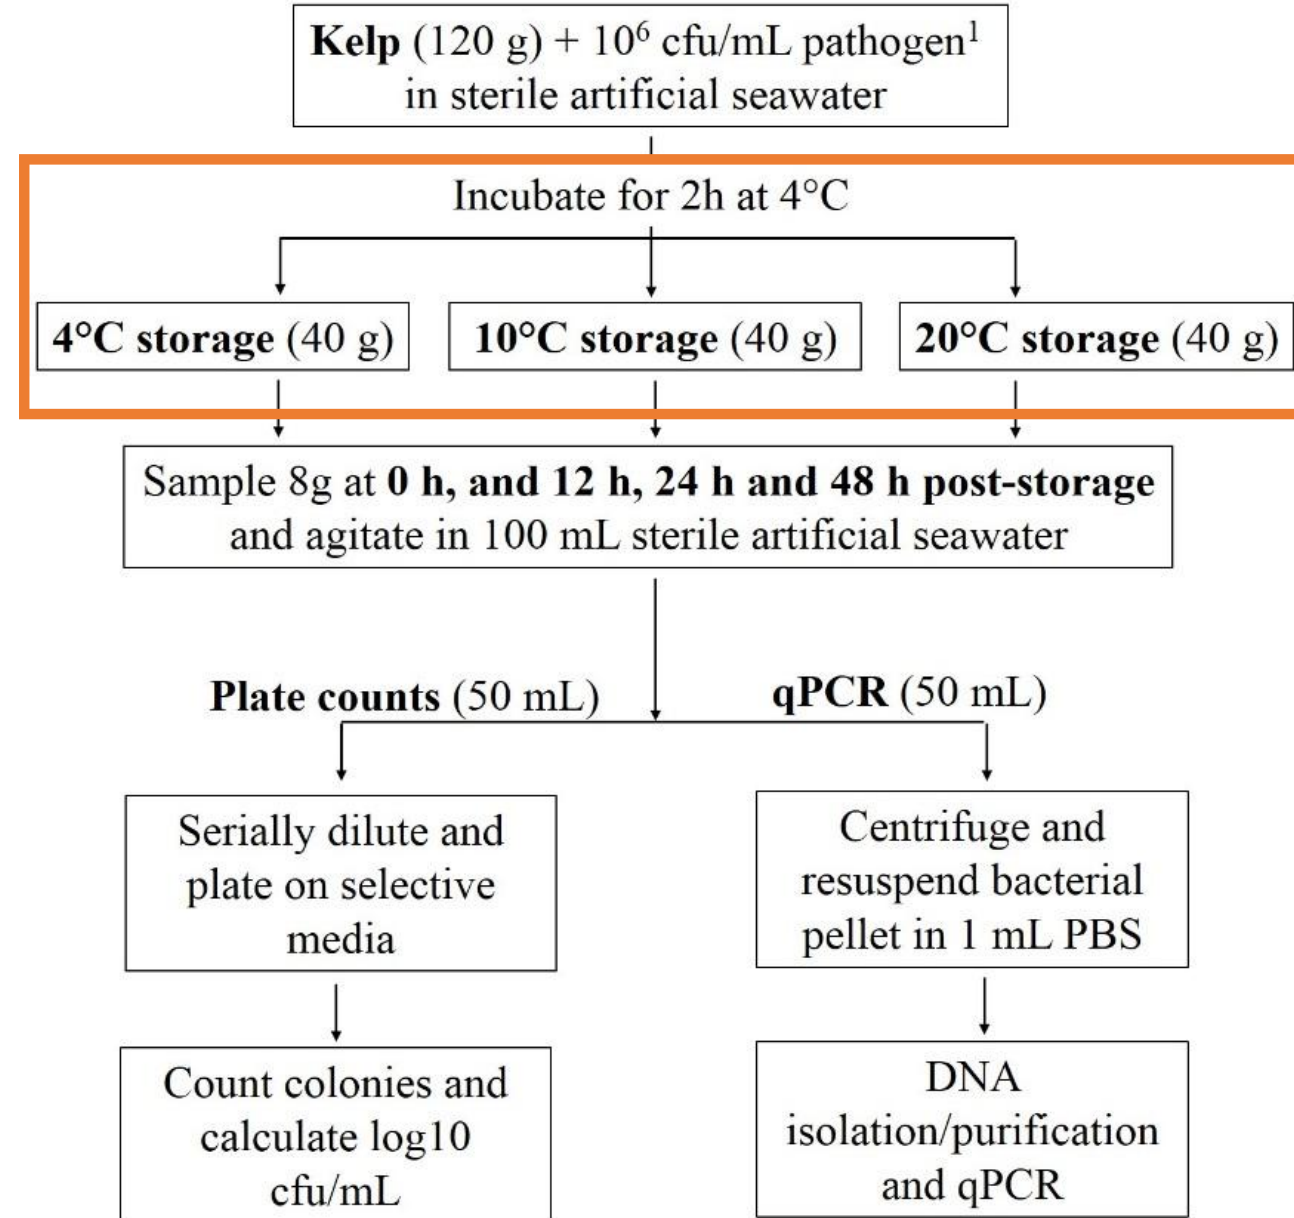 Kelp (120 g) + 10⁶ cfu/mL pathogen¹
in sterile artificial seawater
Incubate for 2h at 4°C
4°C storage (40 g)
10°C storage (40 g)
20°C storage (40 g)
Sample 8g at 0 h, and 12 h, 24 h and 48 h post-storage
and agitate in 100 mL sterile artificial seawater
Plate counts (50 mL)
qPCR (50 mL)
Serially dilute and
plate on selective
media
Centrifuge and
resuspend bacterial
pellet in 1 mL PBS
Count colonies and
calculate log10
cfu/mL
DNA
isolation/purification
and qPCR